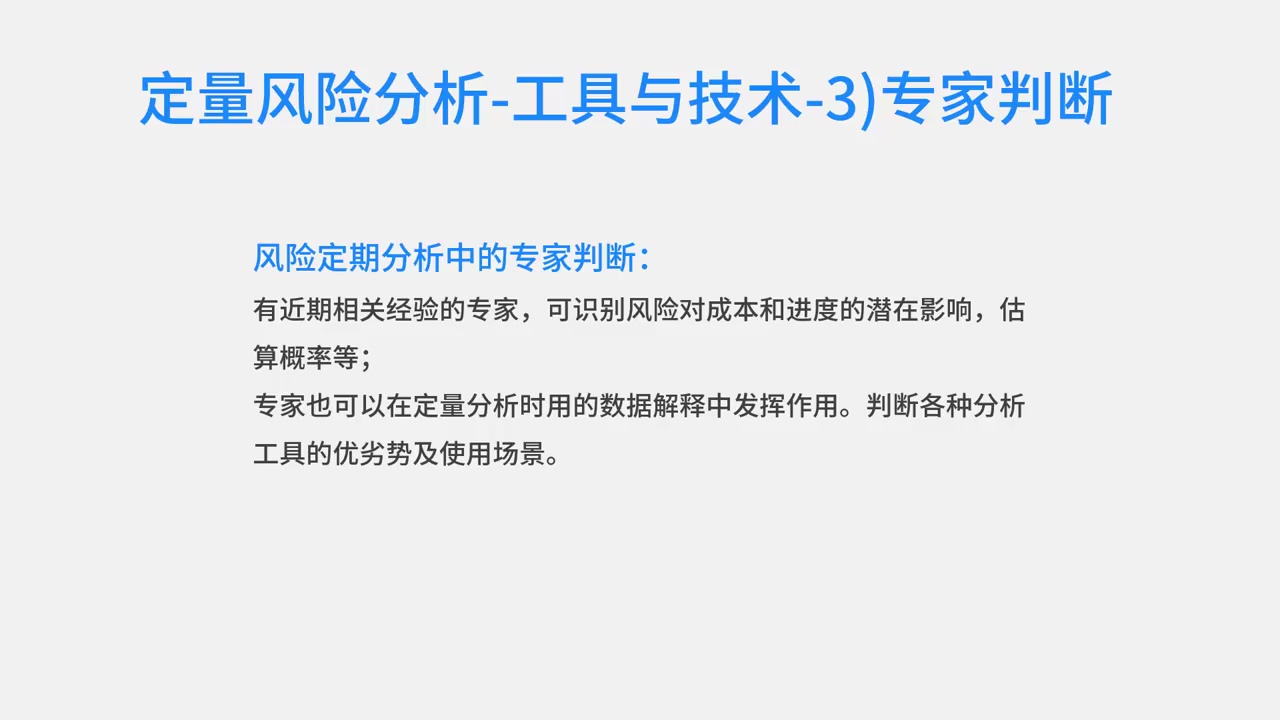 定量风险分析-工具与技术-3)专家判断
风险定期分析中的专家判断：
有近期相关经验的专家，可识别风险对成本和进度的潜在影响，估
算概率等；
专家也可以在定量分析时用的数据解释中发挥作用。判断各种分析
工具的优劣势及使用场景。